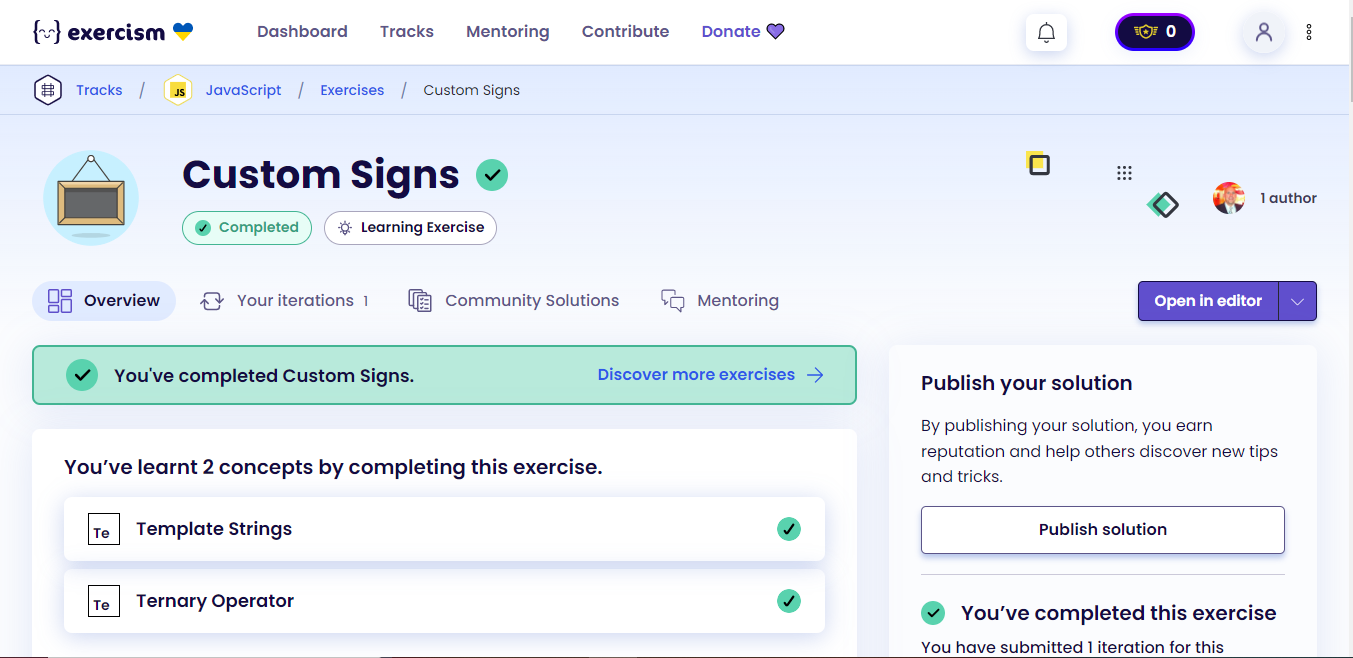 exercism
Dashboard Tracks Mentoring Contribute Donate 0
Tracks / JS JavaScript / Exercises / Custom Signs
Custom Signs
Completed Learning Exercise
1 author
Overview Your iterations 1 Community Solutions Mentoring
Open in editor
You've completed Custom Signs. Discover more exercises
You’ve learnt 2 concepts by completing this exercise.
Te Template Strings
Te Ternary Operator
Publish your solution
By publishing your solution, you earn
reputation and help others discover new tips
and tricks.
Publish solution
You’ve completed this exercise
You have submitted 1 iteration for this